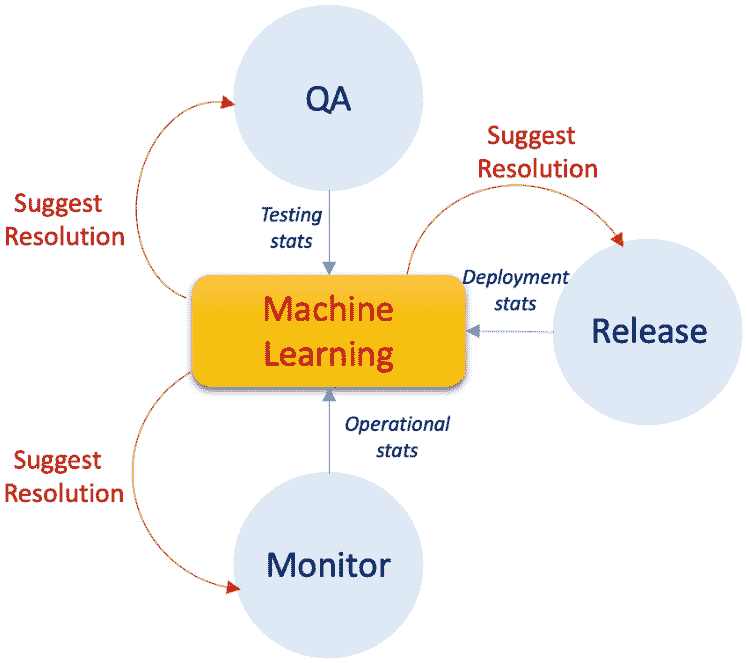 QA
Suggest
Resolution
Suggest
Resolution
Testing
stats
Deployment
stats
Machine
Learning
Release
Operational
stats
Suggest
Resolution
Monitor